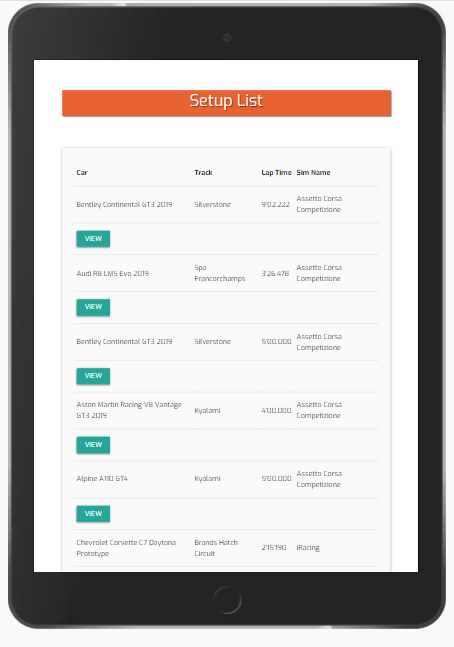 Setup List
Car Track Lap Time Sim Name
Bentley Continental GT3 2019 Silverstone 9'02.222 Assetto Corsa
Competizione
VIEW
Audi R8 LMS Evo 2019 Spa
Francorchamps 3'26.478 Assetto Corsa
Competizione
VIEW
Bentley Continental GT3 2019 Silverstone 5'00.000 Assetto Corsa
Competizione
VIEW
Aston Martin Racing V8 Vantage
GT3 2019 Kyalami 4'00.000 Assetto Corsa
Competizione
VIEW
Alpine A110 GT4 Kyalami 5'00.000 Assetto Corsa
Competizione
VIEW
Chevrolet Corvette C7 Daytona
Prototype Brands Hatch
Circuit 2'15'190 iRacing